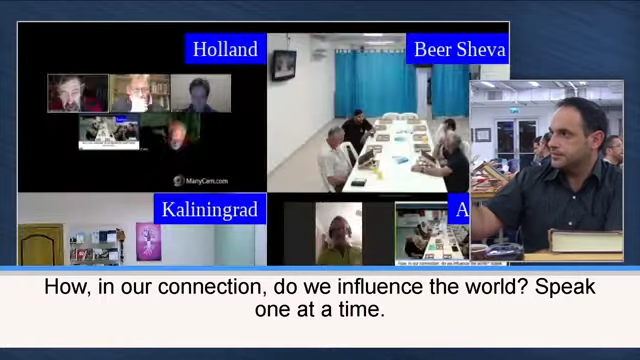 Holland
Beer Sheva
ManyCam.com
Kaliningrad
A
How, in our connection, do we influence the world? Speak
one at a time.